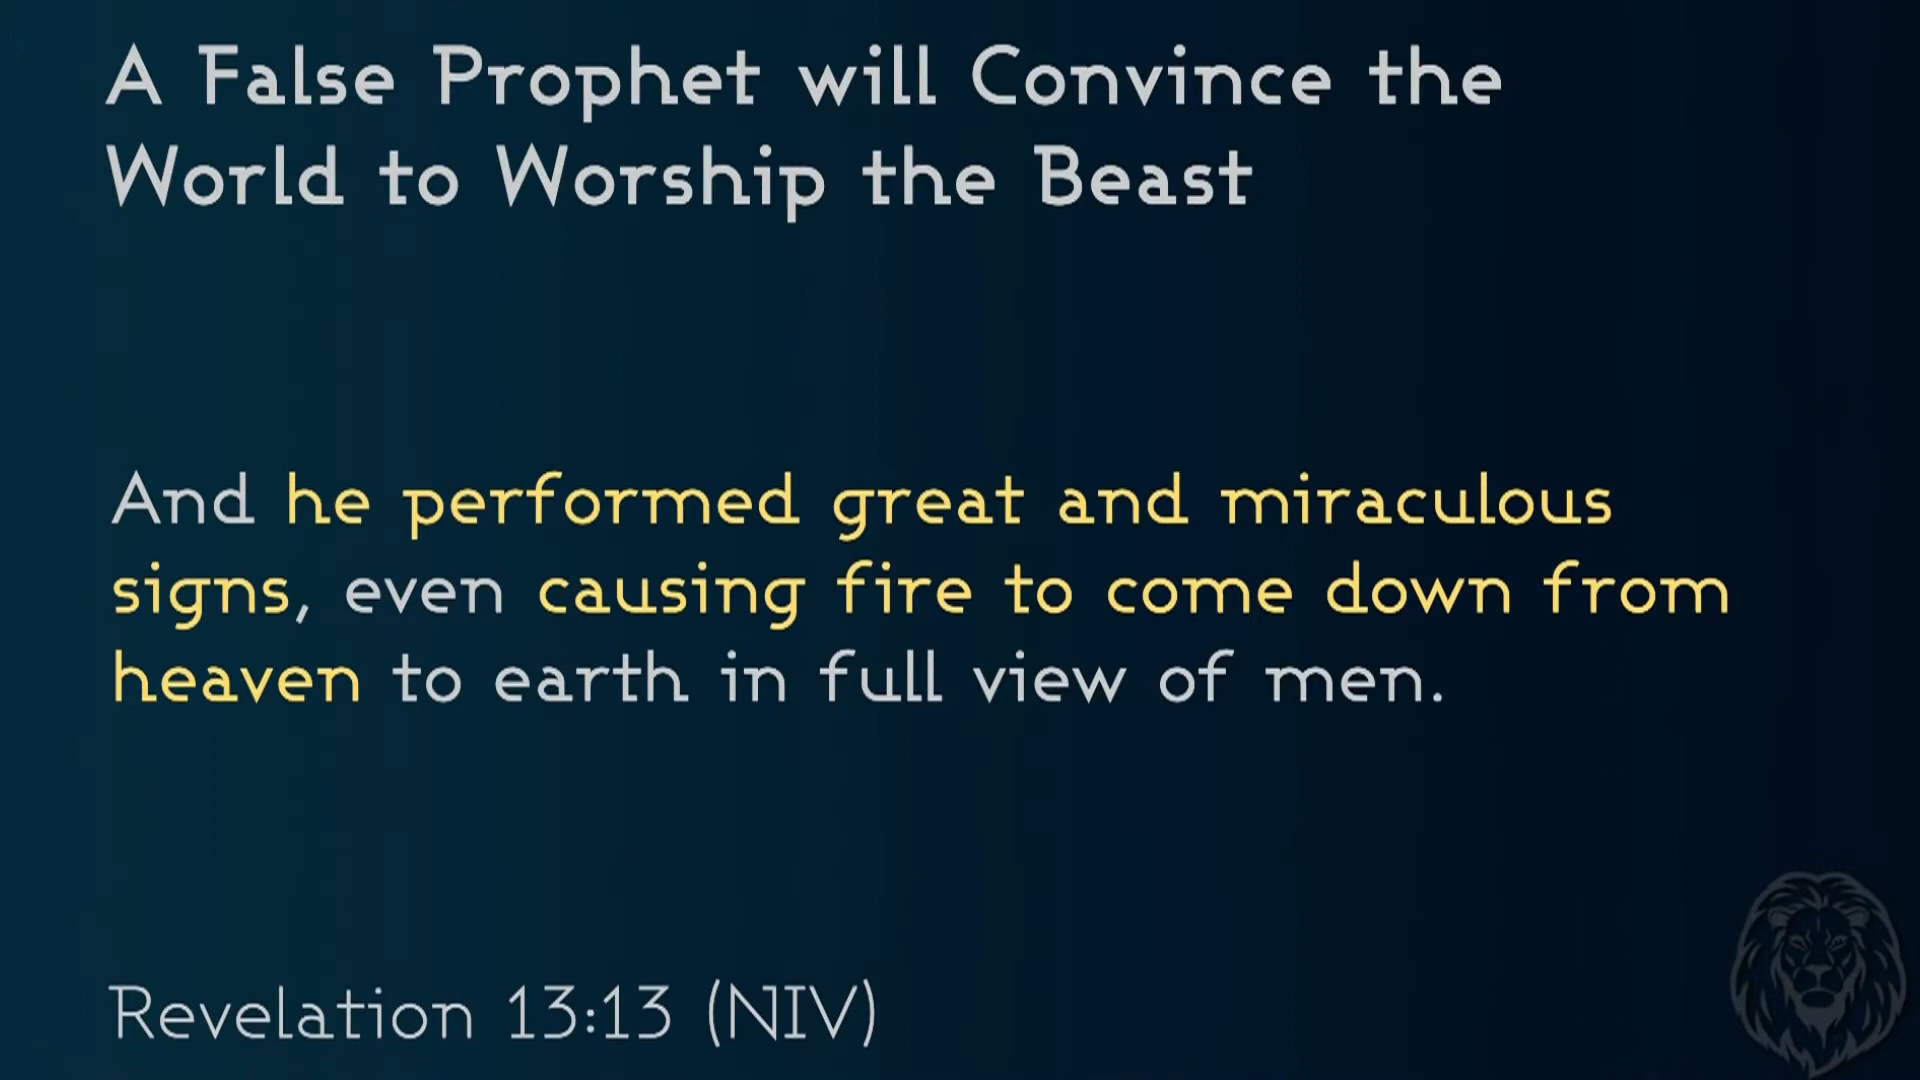 A False Prophet will Convince the
World to Worship the Beast
And he performed great and miraculous
signs, even causing fire to come down from
heaven to earth in full view of men.
Revelation 13:13 (NIV)